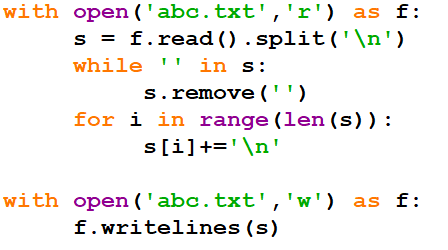 with open('abc.txt','r') as f:
     s = f.read().split('\n')
     while '' in s:
          s.remove('')
     for i in range(len(s)):
          s[i]+='\n'

with open('abc.txt','w') as f:
     f.writelines(s)